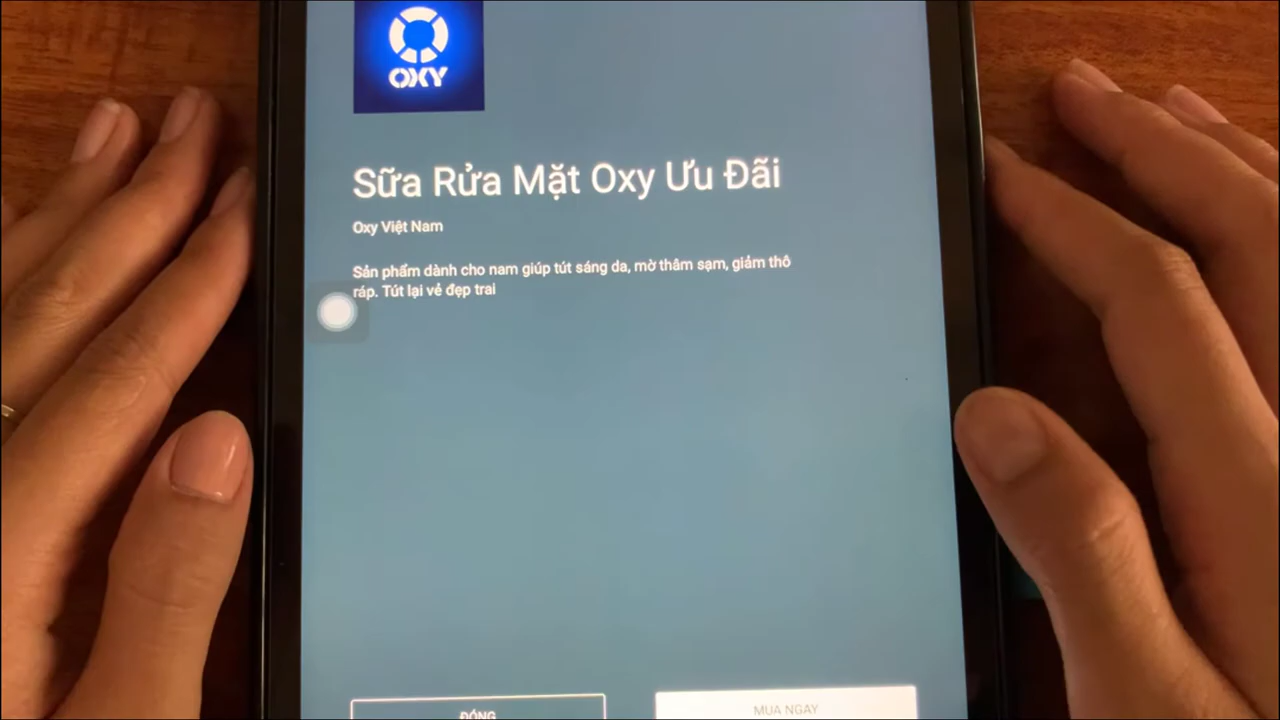 OXY
Sữa Rửa Mặt Oxy Ưu Đãi
Oxy Việt Nam
Sản phẩm dành cho nam giúp tút sáng da, mờ thâm sạm, giảm thô
ráp. Tút lại vẻ đẹp trai
ĐÓNG
MUA NGAY